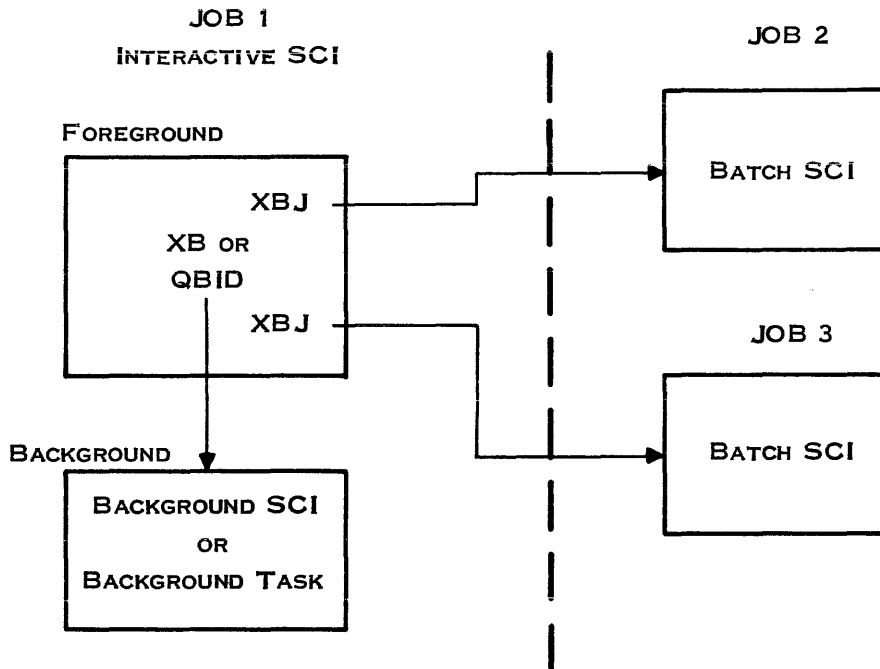 JOB 1
INTERACTIVE SCI
FOREGROUND
XBJ
XB OR
QBID
XBJ
BACKGROUND
BACKGROUND SCI
OR
BACKGROUND TASK
JOB 2
BATCH SCI
JOB 3
BATCH SCI